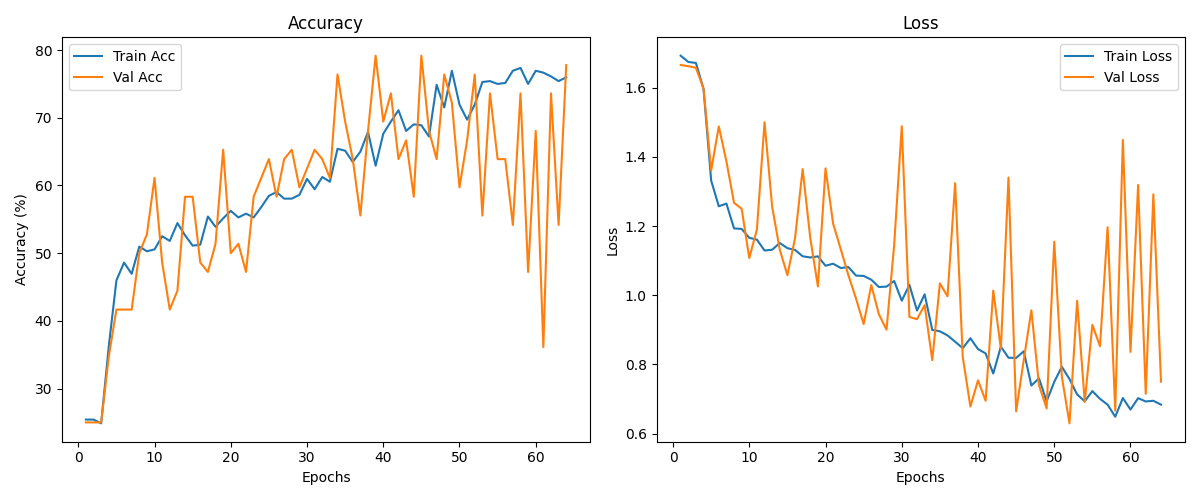 Accuracy
Train Acc
Val Acc
Accuracy (%)
80
70
60
50
40
30
0 10 20 30 40 50 60
Epochs
Loss
Train Loss
Val Loss
Loss
1.6
1.4
1.2
1.0
0.8
0.6
0 10 20 30 40 50 60
Epochs